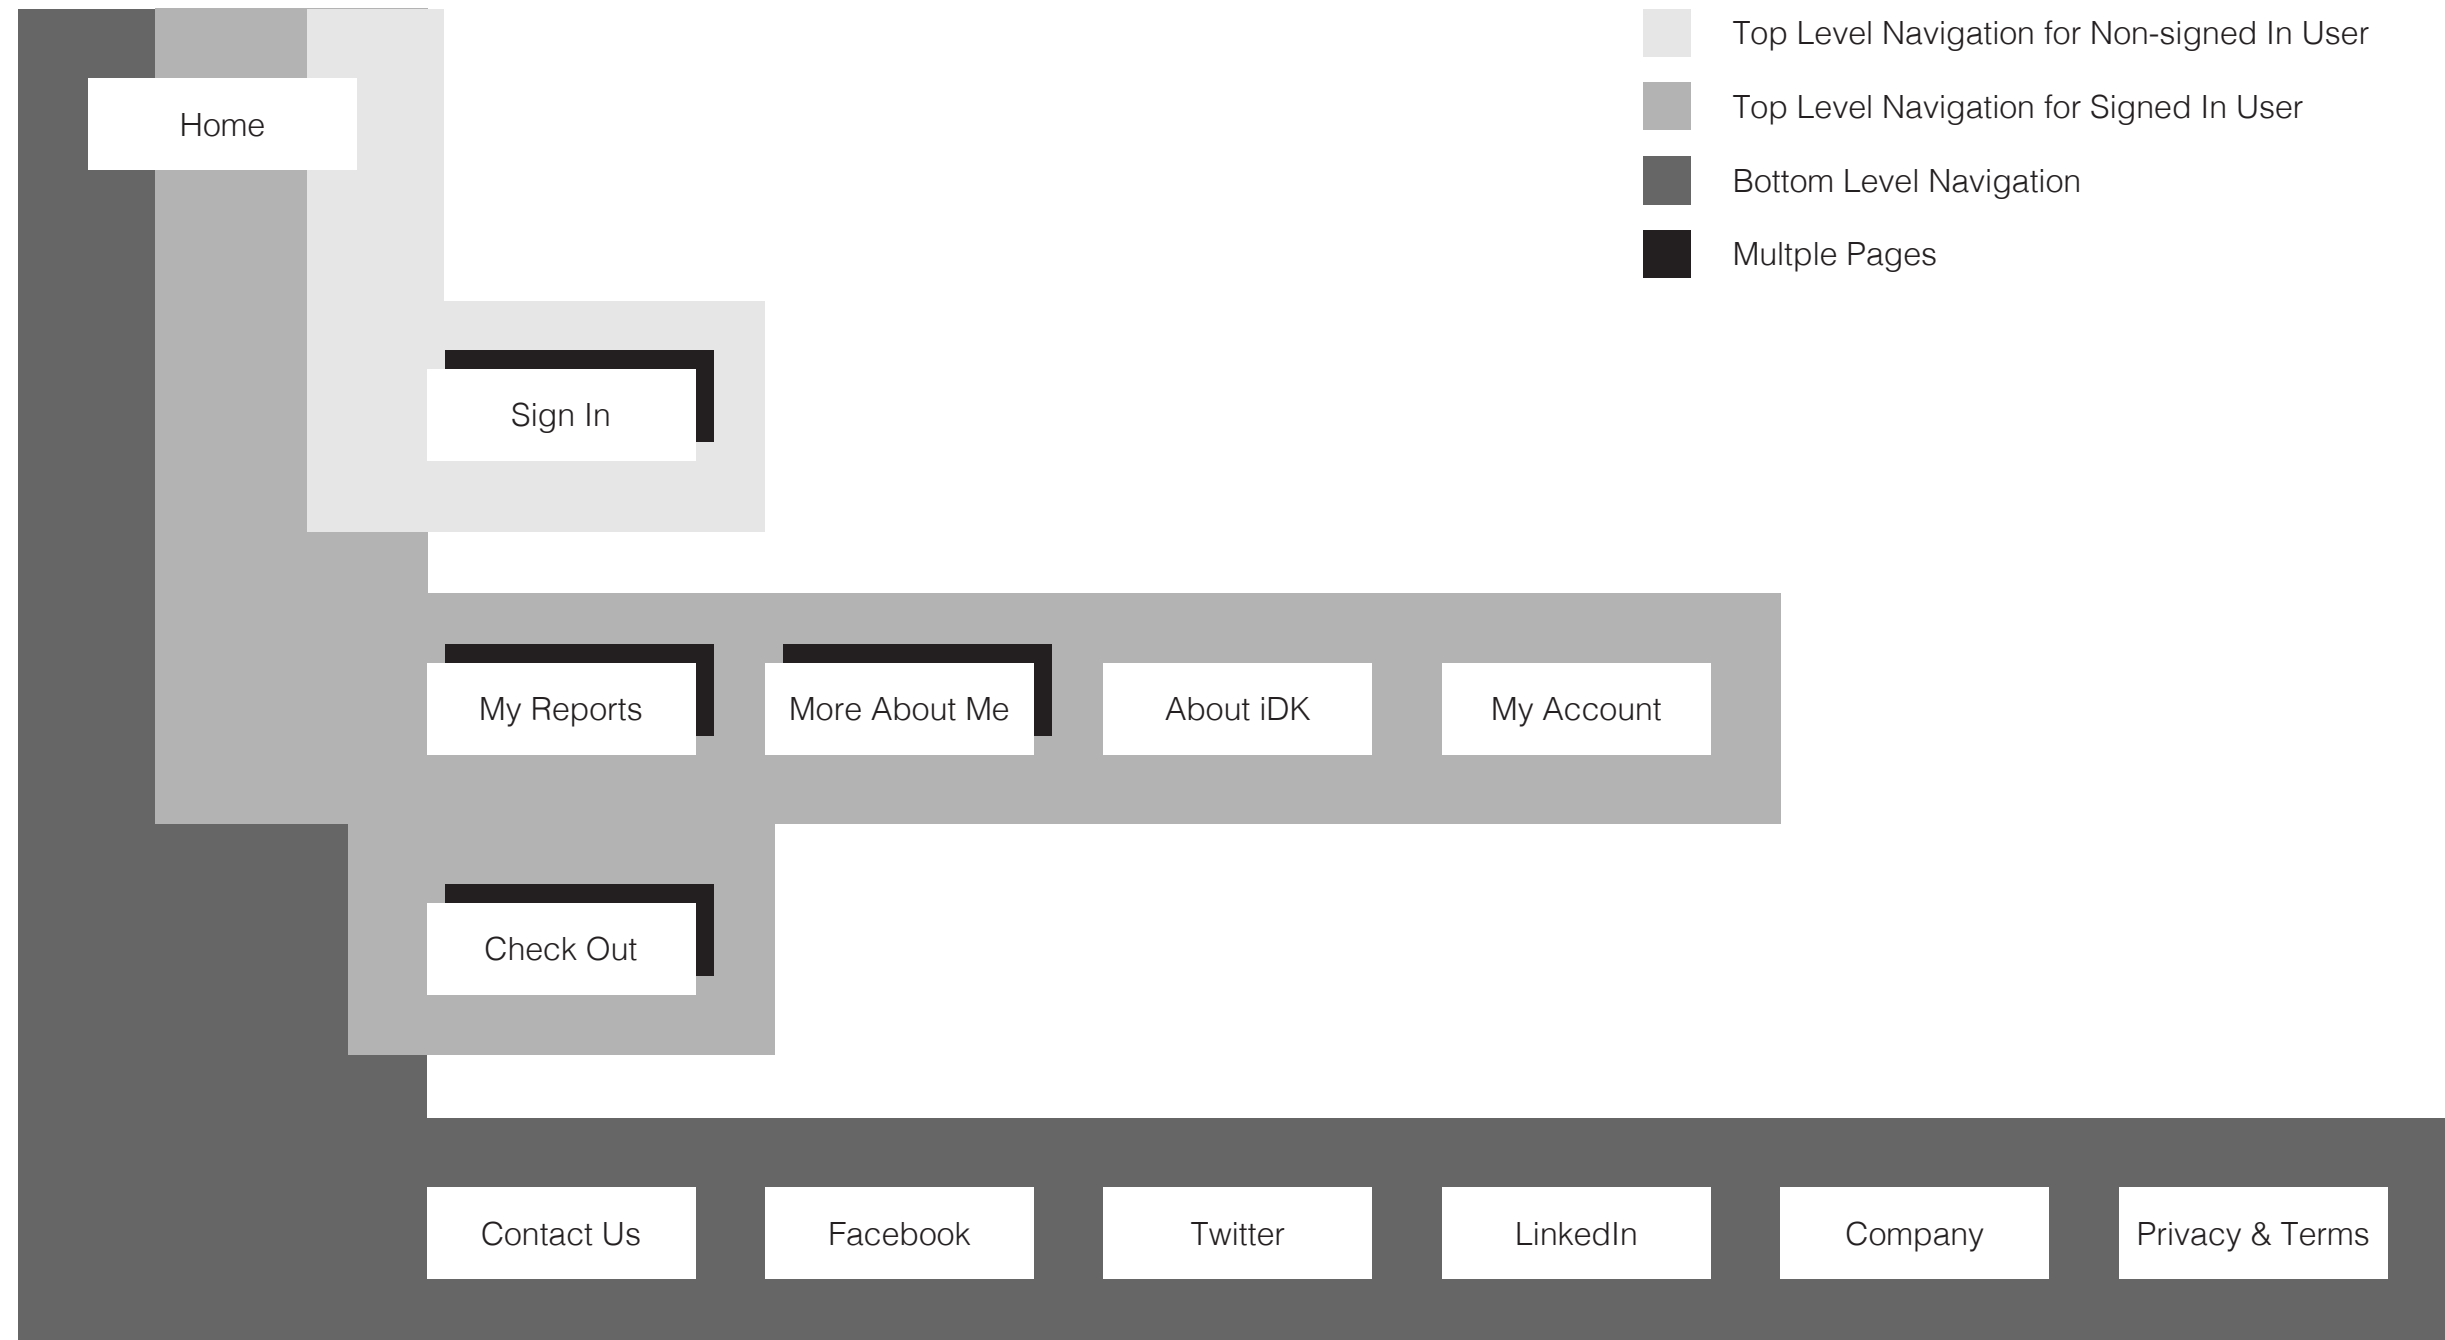 Top Level Navigation for Non-signed In User
Top Level Navigation for Signed In User
Bottom Level Navigation
Multple Pages
Home
Sign In
My Reports
More About Me
About iDK
My Account
Check Out
Contact Us
Facebook
Twitter
LinkedIn
Company
Privacy & Terms